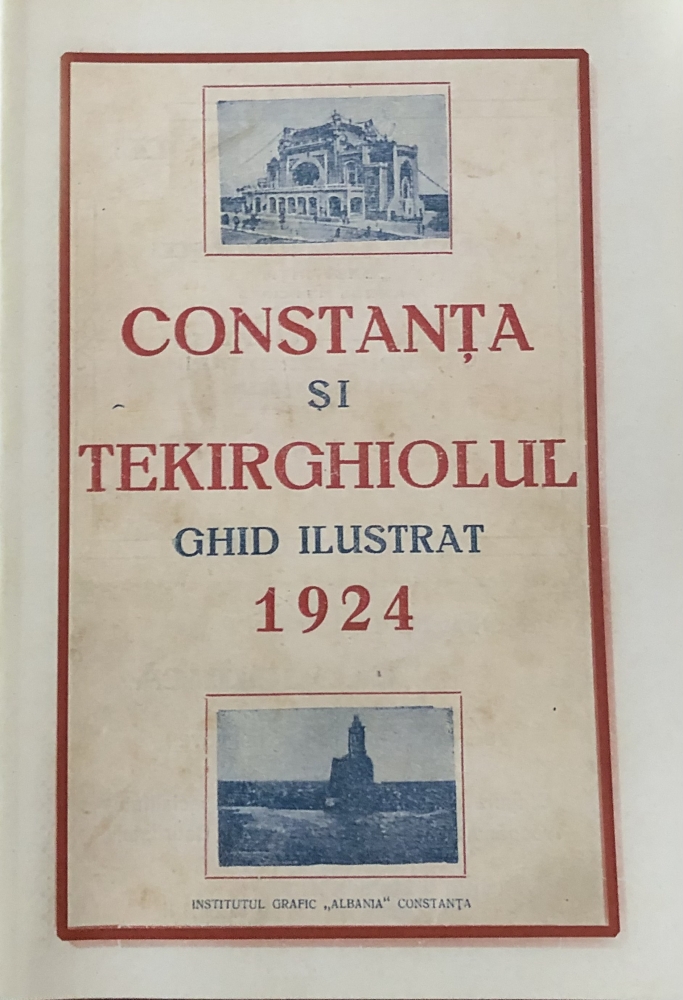 CONSTANȚA
ȘI
TEKIRGHIOLUL
GHID ILUSTRAT
1924
INSTITUTUL GRAFIC „ALBANIA“ CONSTANȚA